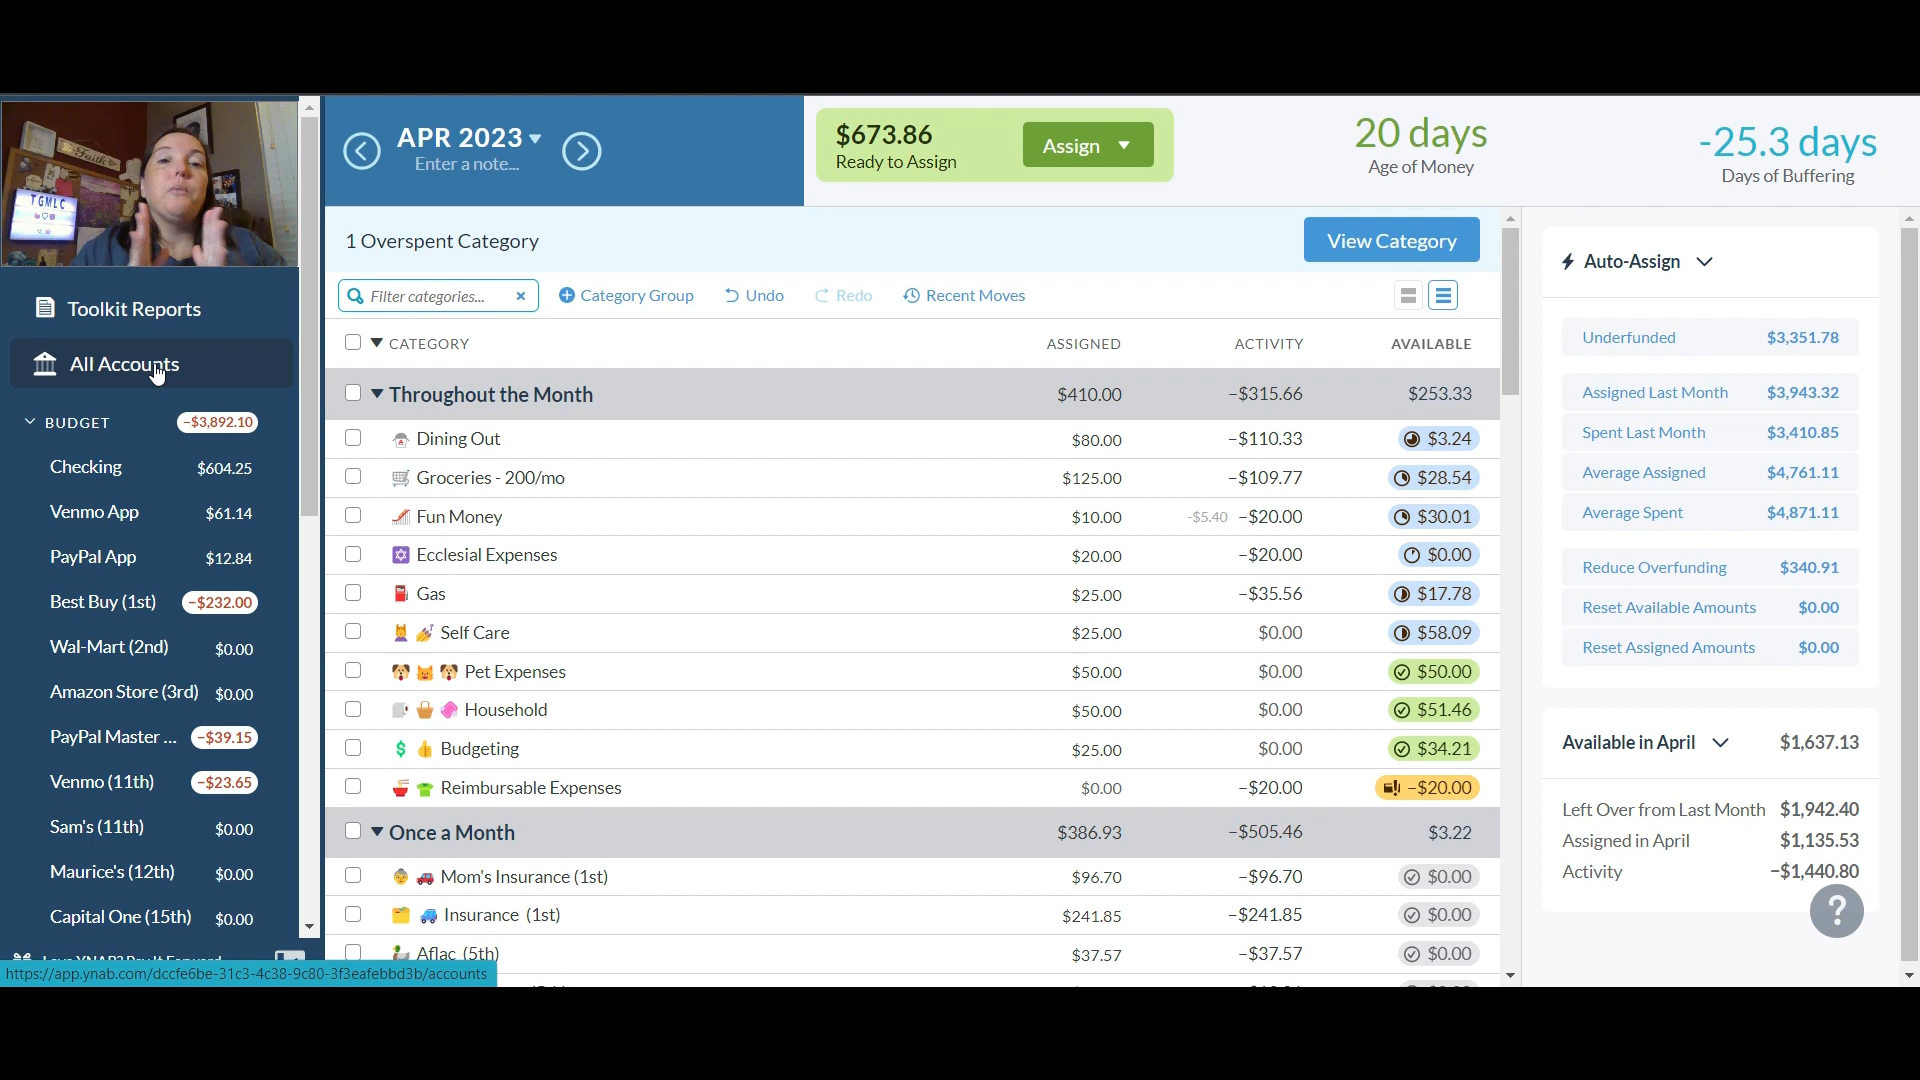 Faith
TGMLC
Toolkit Reports
All Accounts
BUDGET -$3,892.10
Checking $604.25
Venmo App $61.14
PayPal App $12.84
Best Buy (1st) -$232.00
Wal-Mart (2nd) $0.00
Amazon Store (3rd) $0.00
PayPal Master ... -$39.15
Venmo (11th) -$23.65
Sam's (11th) $0.00
Maurice's (12th) $0.00
Capital One (15th) $0.00
https://app.ynab.com/dccfe6be-31c3-4c38-9c80-3f3eafebbd3b/accounts
APR 2023
Enter a note...
$673.86
Ready to Assign
Assign
20 days
Age of Money
-25.3 days
Days of Buffering
1 Overspent Category
View Category
Filter categories... Category Group Undo Redo Recent Moves
CATEGORY ASSIGNED ACTIVITY AVAILABLE
Throughout the Month $410.00 -$315.66 $253.33
Dining Out $80.00 -$110.33 $3.24
Groceries - 200/mo $125.00 -$109.77 $28.54
Fun Money $10.00 -$5.40 -$20.00 $30.01
Ecclesial Expenses $20.00 -$20.00 $0.00
Gas $25.00 -$35.56 $17.78
Self Care $25.00 $0.00 $58.09
Pet Expenses $50.00 $0.00 $50.00
Household $50.00 $0.00 $51.46
Budgeting $25.00 $0.00 $34.21
Reimbursable Expenses $0.00 -$20.00 -$20.00
Once a Month $386.93 -$505.46 $3.22
Mom's Insurance (1st) $96.70 -$96.70 $0.00
Insurance (1st) $241.85 -$241.85 $0.00
Aflac (5th) $37.57 -$37.57 $0.00
Auto-Assign
Underfunded $3,351.78
Assigned Last Month $3,943.32
Spent Last Month $3,410.85
Average Assigned $4,761.11
Average Spent $4,871.11
Reduce Overfunding $340.91
Reset Available Amounts $0.00
Reset Assigned Amounts $0.00
Available in April $1,637.13
Left Over from Last Month $1,942.40
Assigned in April $1,135.53
Activity -$1,440.80
?